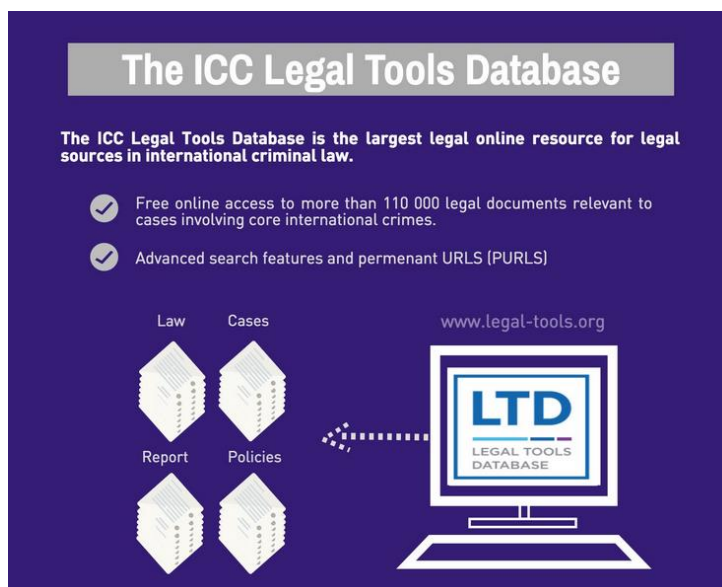 The ICC Legal Tools Database
The ICC Legal Tools Database is the largest legal online resource for legal
sources in international criminal law.
Free online access to more than 110 000 legal documents relevant to
cases involving core international crimes.
Advanced search features and permenant URLS (PURLS)
Law Cases
www.legal-tools.org
LTD
LEGAL TOOLS
DATABASE
Report Policies